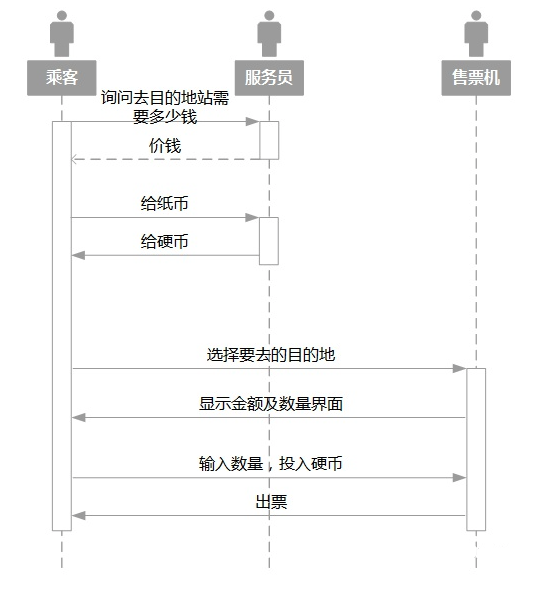 乘客
服务员
售票机
询问去目的地站需
要多少钱
价钱
给纸币
给硬币
选择要去的目的地
显示金额及数量界面
输入数量，投入硬币
出票